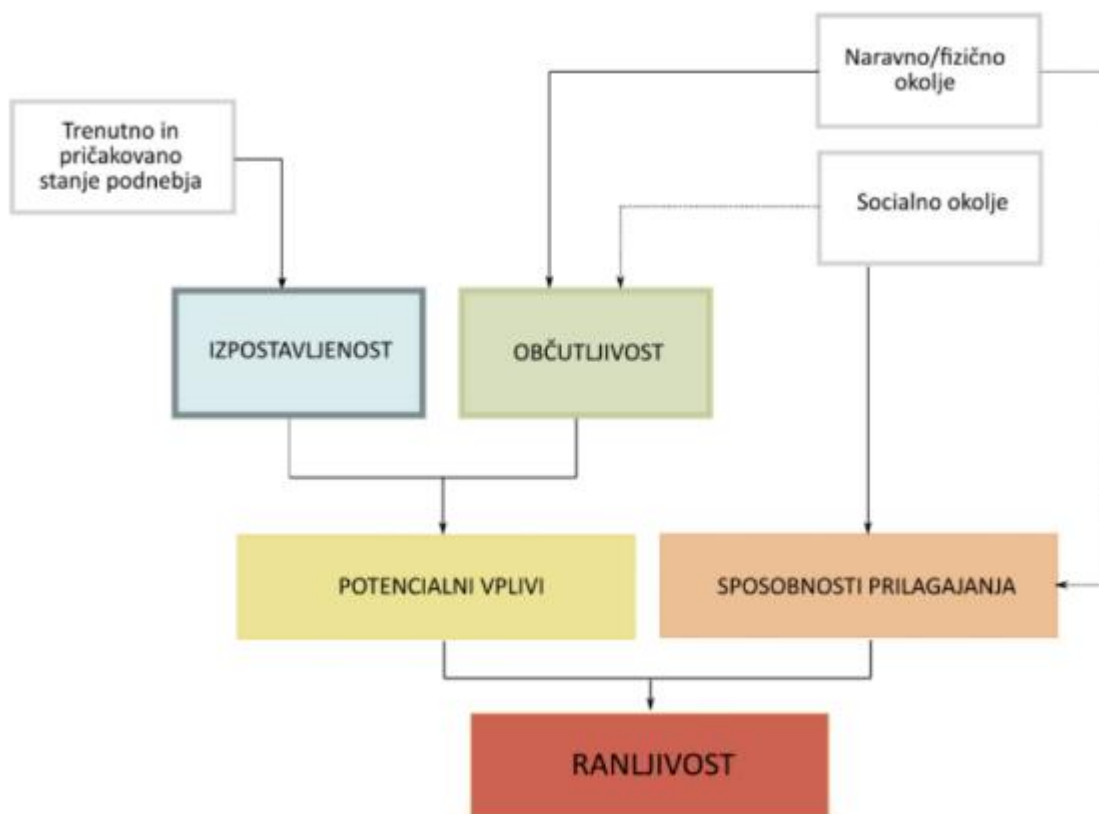 Naravno/fizično
okolje
Trenutno in
pričakovano
stanje podnebja
Socialno okolje
IZPOSTAVLJENOST
OBČUTLJIVOST
POTENCIALNI VPLIVI
SPOSOBNOSTI PRILAGAJANJA
RANLJIVOST